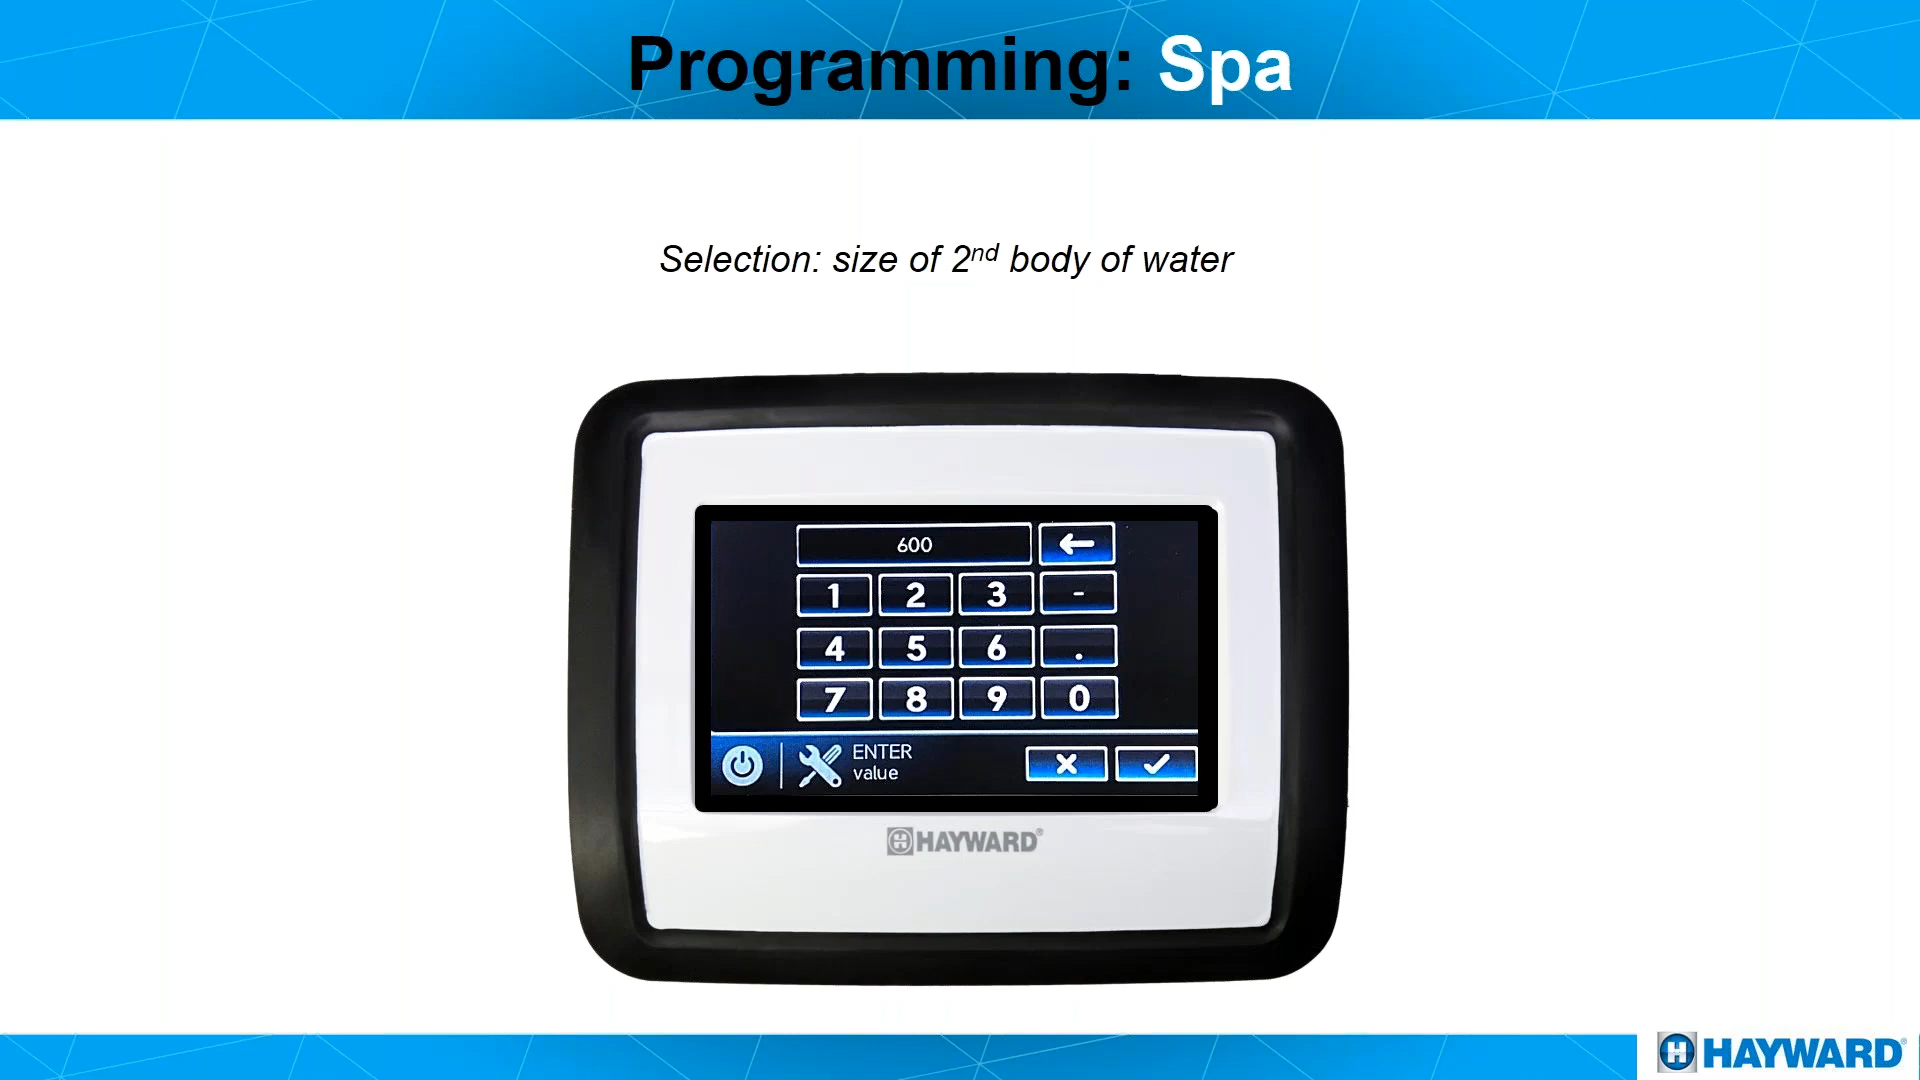 Programming: Spa
Selection: size of 2nd body of water
600
1 2 3 -
4 5 6 .
7 8 9 0
ENTER
value
HAYWARD®
HAYWARD®